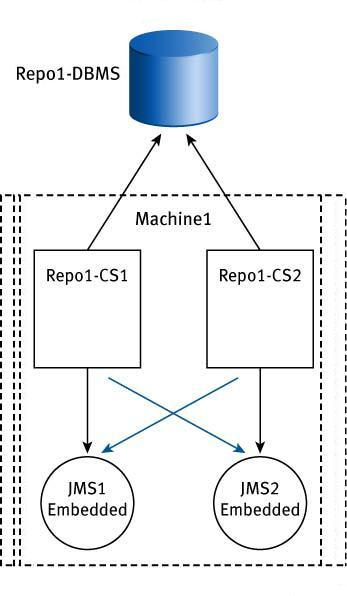 Repo1-DBMS
Machine1
Repo1-CS1
Repo1-CS2
JMS1
Embedded
JMS2
Embedded